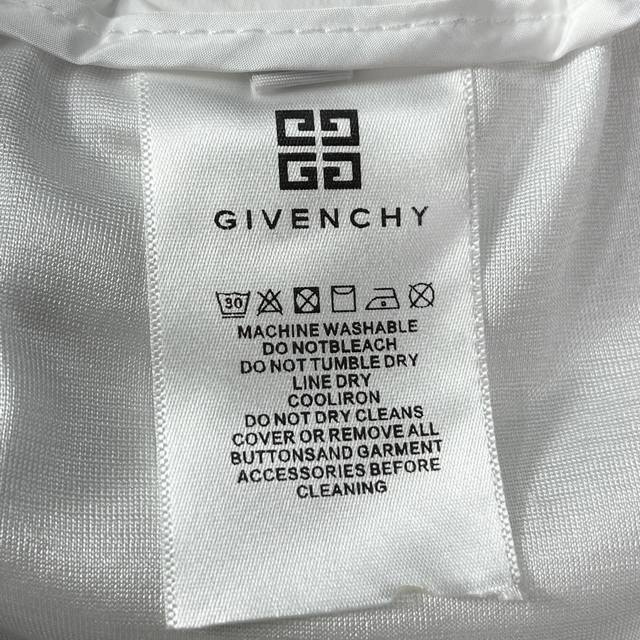 GIVENCHY
30
MACHINE WASHABLE
DO NOTBLEACH
DO NOT TUMBLE DRY
LINE DRY
COOLIRON
DO NOT DRY CLEANS
COVER OR REMOVE ALL
BUTTONSAND GARMENT
ACCESSORIES BEFORE
CLEANING